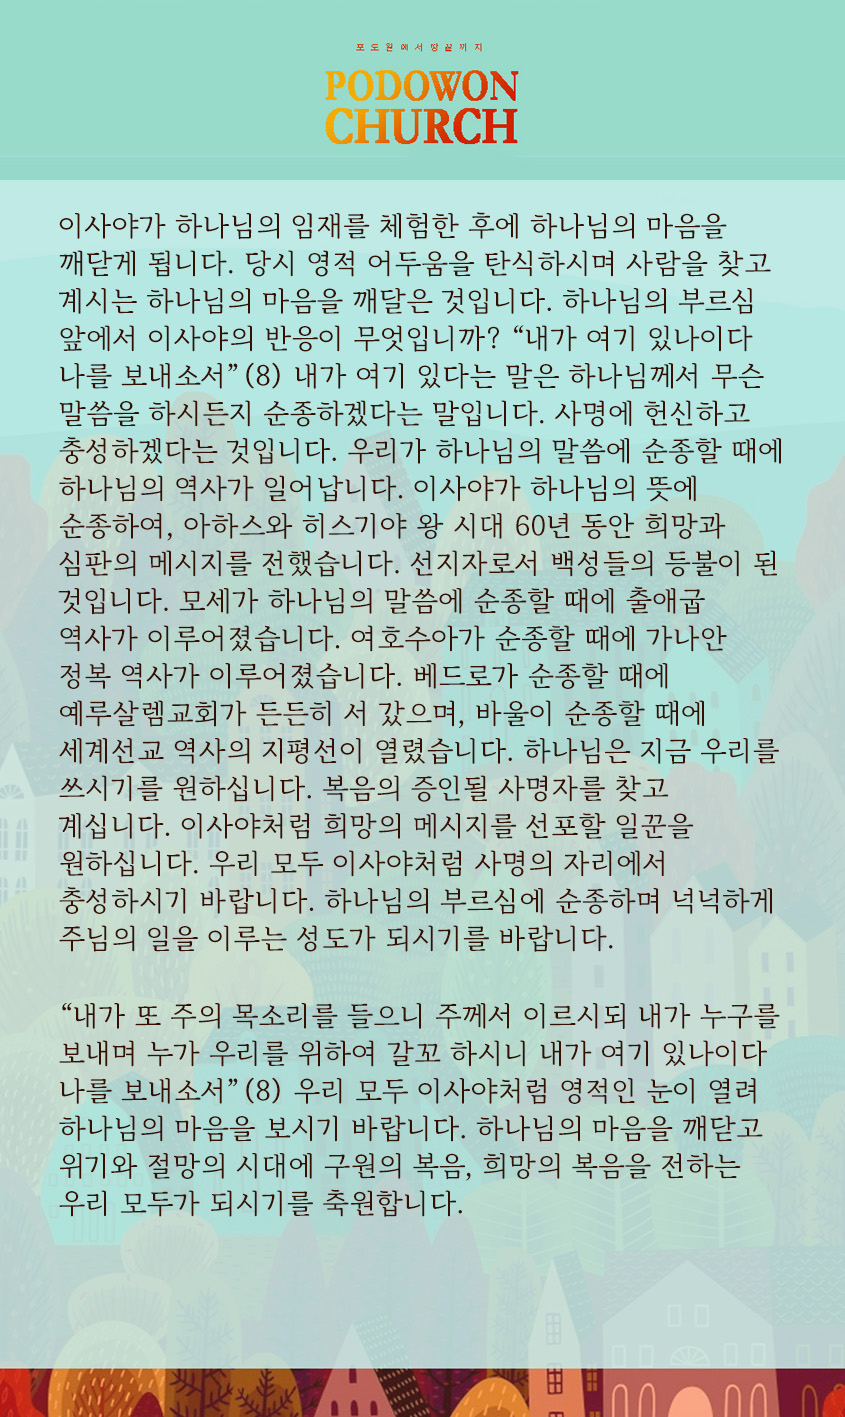 포도원에서땅끝까지
PODOWON
CHURCH
이사야가 하나님의 임재를 체험한 후에 하나님의 마음을
깨닫게 됩니다. 당시 영적 어두움을 탄식하시며 사람을 찾고
계시는 하나님의 마음을 깨달은 것입니다. 하나님의 부르심
앞에서 이사야의 반응이 무엇입니까? “내가 여기 있나이다
나를 보내소서”(8) 내가 여기 있다는 말은 하나님께서 무슨
말씀을 하시든지 순종하겠다는 말입니다. 사명에 헌신하고
충성하겠다는 것입니다. 우리가 하나님의 말씀에 순종할 때에
하나님의 역사가 일어납니다. 이사야가 하나님의 뜻에
순종하여, 아하스와 히스기야 왕 시대 60년 동안 희망과
심판의 메시지를 전했습니다. 선지자로서 백성들의 등불이 된
것입니다. 모세가 하나님의 말씀에 순종할 때에 출애굽
역사가 이루어졌습니다. 여호수아가 순종할 때에 가나안
정복 역사가 이루어졌습니다. 베드로가 순종할 때에
예루살렘교회가 든든히 서 갔으며, 바울이 순종할 때에
세계선교 역사의 지평선이 열렸습니다. 하나님은 지금 우리를
쓰시기를 원하십니다. 복음의 증인될 사명자를 찾고
계십니다. 이사야처럼 희망의 메시지를 선포할 일꾼을
원하십니다. 우리 모두 이사야처럼 사명의 자리에서
충성하시기 바랍니다. 하나님의 부르심에 순종하며 넉넉하게
주님의 일을 이루는 성도가 되시기를 바랍니다.
“내가 또 주의 목소리를 들으니 주께서 이르시되 내가 누구를
보내며 누가 우리를 위하여 갈꼬 하시니 내가 여기 있나이다
나를 보내소서”(8) 우리 모두 이사야처럼 영적인 눈이 열려
하나님의 마음을 보시기 바랍니다. 하나님의 마음을 깨닫고
위기와 절망의 시대에 구원의 복음, 희망의 복음을 전하는
우리 모두가 되시기를 축원합니다.